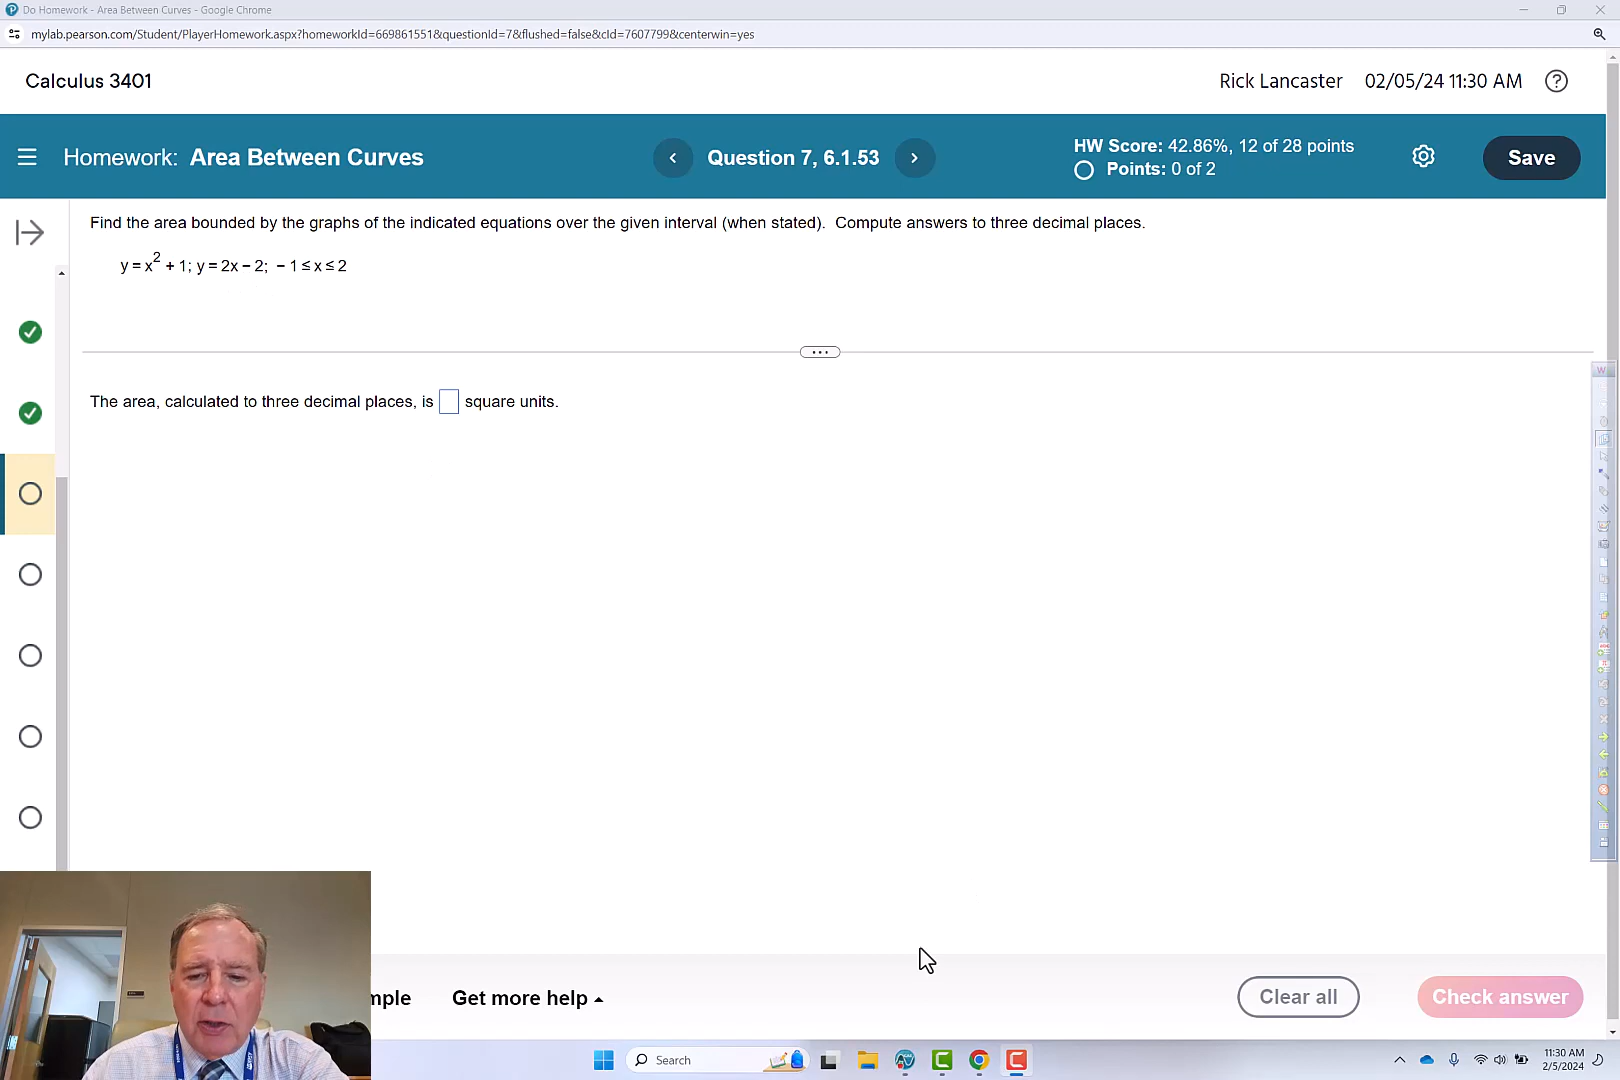 Do Homework - Area Between Curves - Google Chrome
mylab.pearson.com/Student/PlayerHomework.aspx?homeworkId=669861551&questionId=7&flushed=false&cId=7607799&centerwin=yes
Calculus 3401
Rick Lancaster 02/05/24 11:30 AM ?
Homework: Area Between Curves
Question 7, 6.1.53
HW Score: 42.86%, 12 of 28 points
Points: 0 of 2
Save
Find the area bounded by the graphs of the indicated equations over the given interval (when stated). Compute answers to three decimal places.
y = x² + 1; y = 2x − 2; − 1 ≤ x ≤ 2
The area, calculated to three decimal places, is square units.
W
mple
Get more help
Clear all
Check answer
Search
11:30 AM
2/5/2024